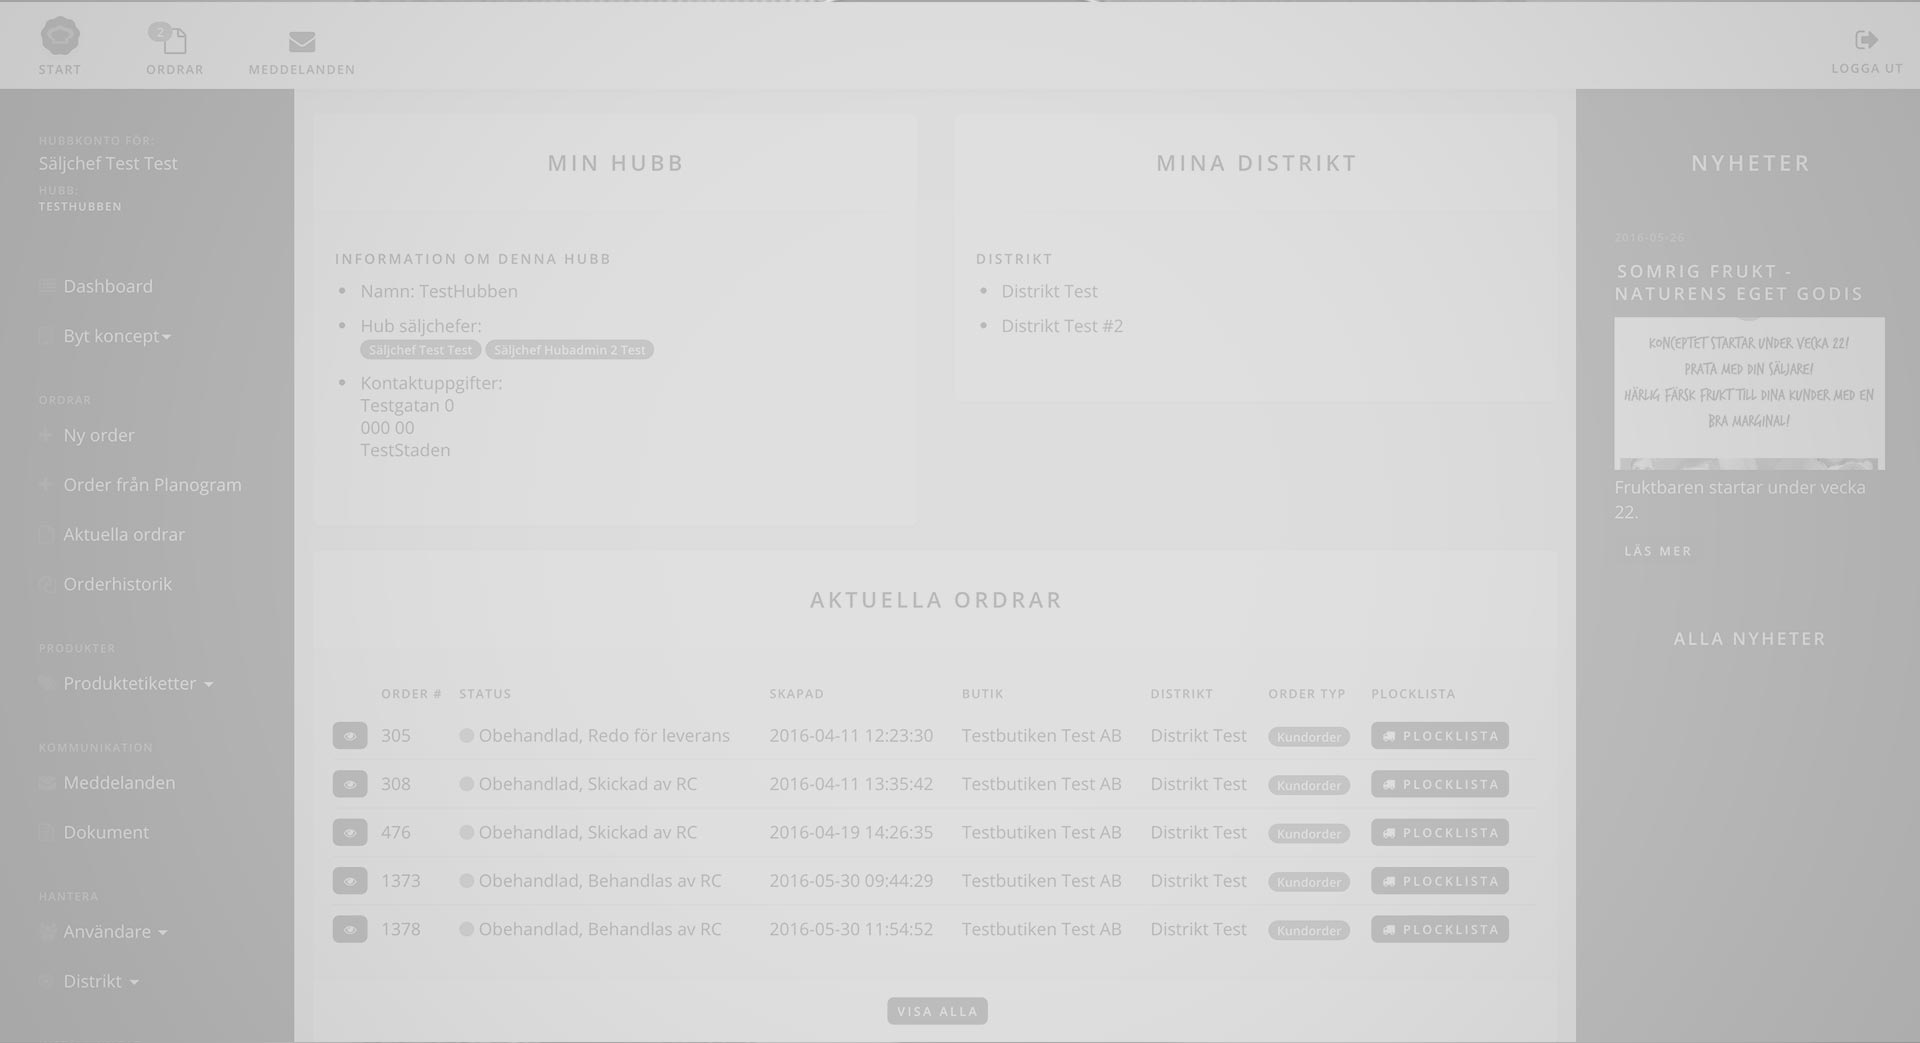 2
START
ORDRAR
MEDDELANDEN
LOGGA UT
HUBBKONTO FÖR:
Säljchef Test Test
HUBB:
TESTHUBBEN
Dashboard
Byt koncept
ORDRAR
Ny order
Order från Planogram
Aktuella ordrar
Orderhistorik
PRODUKTER
Produktetiketter
KOMMUNIKATION
Meddelanden
Dokument
HANTERA
Användare
Distrikt
MIN HUBB
INFORMATION OM DENNA HUBB
Namn: TestHubben
Hub säljchefer:
Säljchef Test Test Säljchef Hubadmin 2 Test
Kontaktuppgifter:
Testgatan 0
000 00
TestStaden
MINA DISTRIKT
DISTRIKT
Distrikt Test
Distrikt Test #2
AKTUELLA ORDRAR
ORDER # STATUS SKAPAD BUTIK DISTRIKT ORDER TYP PLOCKLISTA
305 Obehandlad, Redo för leverans 2016-04-11 12:23:30 Testbutiken Test AB Distrikt Test Kundorder PLOCKLISTA
308 Obehandlad, Skickad av RC 2016-04-11 13:35:42 Testbutiken Test AB Distrikt Test Kundorder PLOCKLISTA
476 Obehandlad, Skickad av RC 2016-04-19 14:26:35 Testbutiken Test AB Distrikt Test Kundorder PLOCKLISTA
1373 Obehandlad, Behandlas av RC 2016-05-30 09:44:29 Testbutiken Test AB Distrikt Test Kundorder PLOCKLISTA
1378 Obehandlad, Behandlas av RC 2016-05-30 11:54:52 Testbutiken Test AB Distrikt Test Kundorder PLOCKLISTA
VISA ALLA
NYHETER
2016-05-26
SOMRIG FRUKT -
NATURENS EGET GODIS
KONCEPTET STARTAR UNDER VECKA 22!
PRATA MED DIN SÄLJARE!
HÄRLIG FÄRSK FRUKT TILL DINA KUNDER MED EN
BRA MARGINAL!
Fruktbaren startar under vecka
22.
LÄS MER
ALLA NYHETER